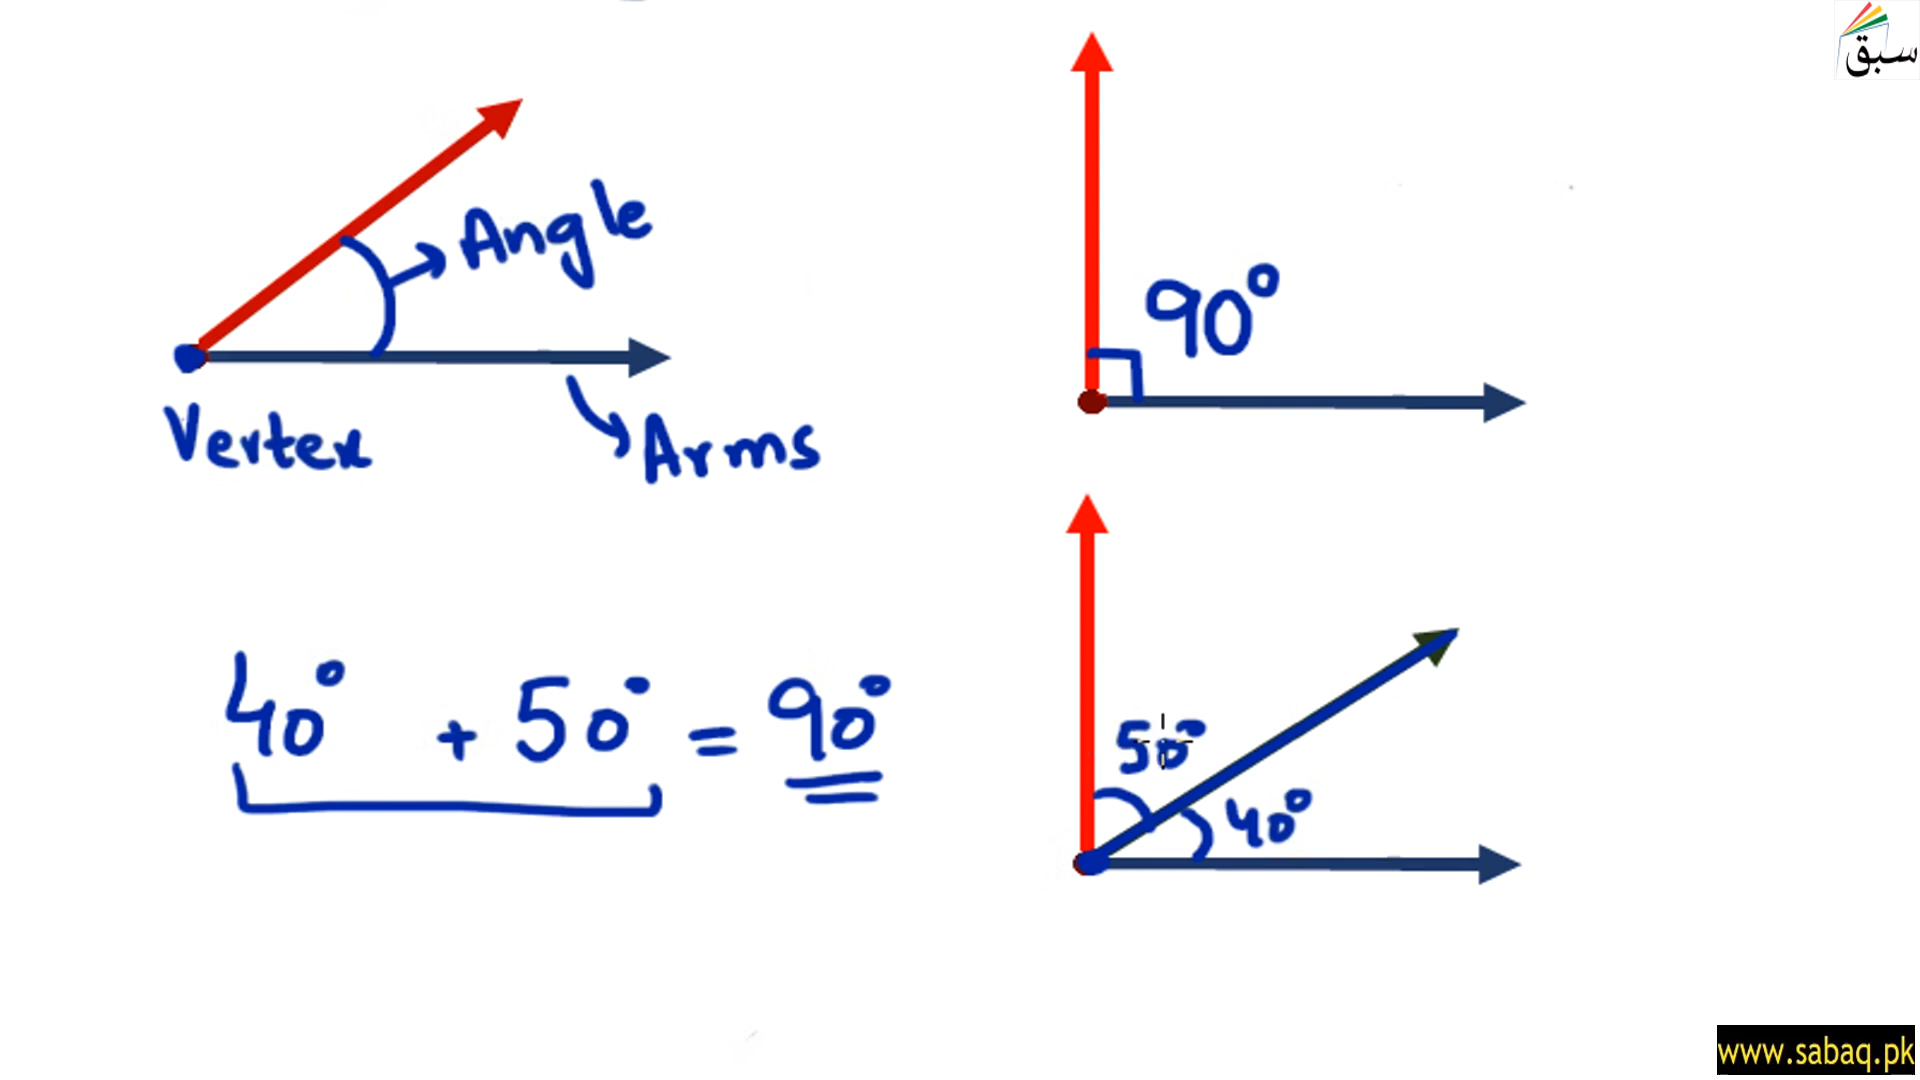 سبق
Angle
Vertex
Arms
90°
40° + 50° = 90°
50°
40°
www.sabaq.pk